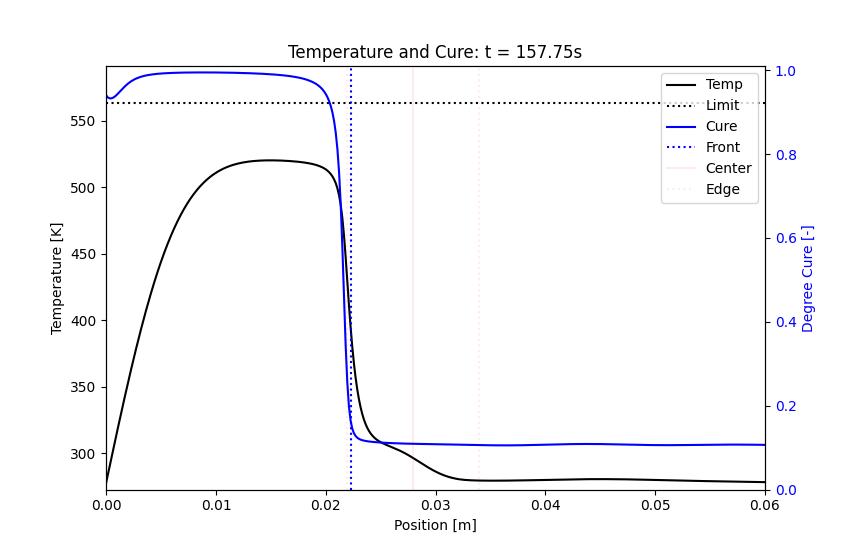 Temperature and Cure: t = 157.75s
Temperature [K]
550
500
450
400
350
300
Temp
Limit
Cure
Front
Center
Edge
1.0
0.8
0.6
0.4
0.2
0.0
Degree Cure [-]
0.00
0.01
0.02
0.03
0.04
0.05
0.06
Position [m]